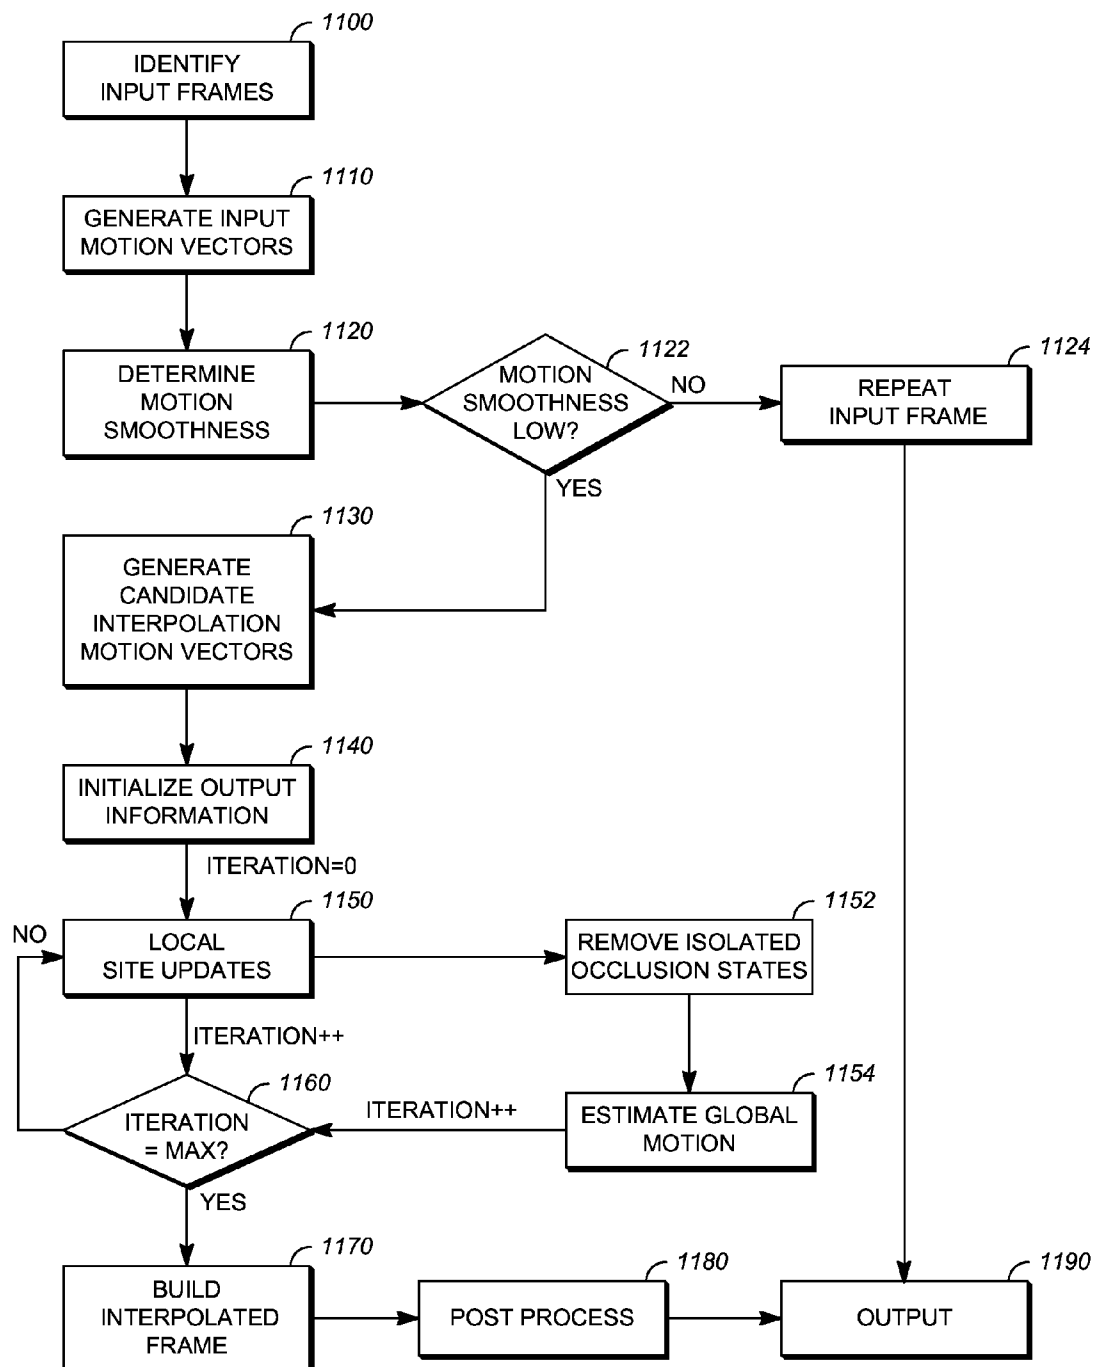 1100
IDENTIFY
INPUT FRAMES
1110
GENERATE INPUT
MOTION VECTORS
1120
DETERMINE
MOTION
SMOOTHNESS
1122
MOTION
SMOOTHNESS
LOW?
NO
YES
1124
REPEAT
INPUT FRAME
1130
GENERATE
CANDIDATE
INTERPOLATION
MOTION VECTORS
1140
INITIALIZE OUTPUT
INFORMATION
ITERATION=0
1150
NO
LOCAL
SITE UPDATES
1152
REMOVE ISOLATED
OCCLUSION STATES
ITERATION++
1160
ITERATION
= MAX?
ITERATION++
1154
ESTIMATE GLOBAL
MOTION
YES
1170
BUILD
INTERPOLATED
FRAME
1180
POST PROCESS
1190
OUTPUT